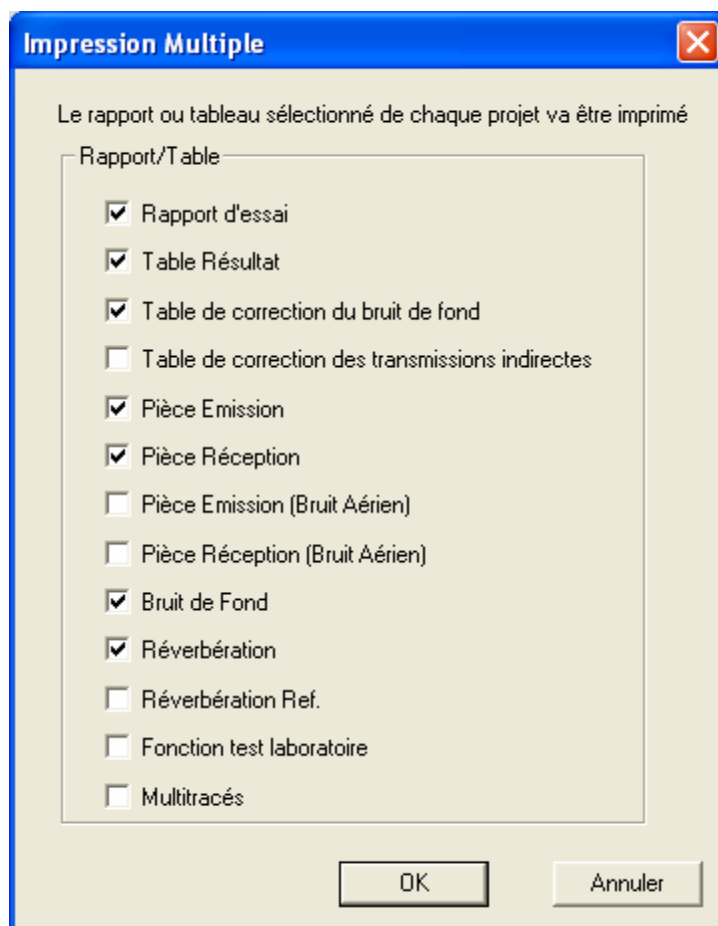 Impression Multiple
Le rapport ou tableau sélectionné de chaque projet va être imprimé
Rapport/Table
Rapport d'essai
Table Résultat
Table de correction du bruit de fond
Table de correction des transmissions indirectes
Pièce Emission
Pièce Réception
Pièce Emission (Bruit Aérien)
Pièce Réception (Bruit Aérien)
Bruit de Fond
Réverbération
Réverbération Ref.
Fonction test laboratoire
Multitracés
OK Annuler